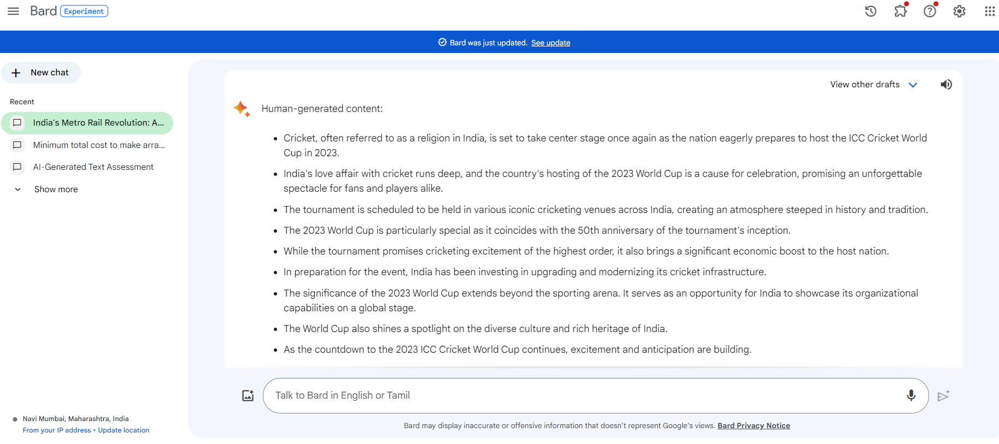 Bard Experiment
Bard was just updated. See update
New chat
Recent
India's Metro Rail Revolution: A...
Minimum total cost to make arra...
AI-Generated Text Assessment
Show more
Navi Mumbai, Maharashtra, India
From your IP address • Update location
View other drafts
Human-generated content:
• Cricket, often referred to as a religion in India, is set to take center stage once again as the nation eagerly prepares to host the ICC Cricket World
Cup in 2023.
• India's love affair with cricket runs deep, and the country's hosting of the 2023 World Cup is a cause for celebration, promising an unforgettable
spectacle for fans and players alike.
• The tournament is scheduled to be held in various iconic cricketing venues across India, creating an atmosphere steeped in history and tradition.
• The 2023 World Cup is particularly special as it coincides with the 50th anniversary of the tournament's inception.
• While the tournament promises cricketing excitement of the highest order, it also brings a significant economic boost to the host nation.
• In preparation for the event, India has been investing in upgrading and modernizing its cricket infrastructure.
• The significance of the 2023 World Cup extends beyond the sporting arena. It serves as an opportunity for India to showcase its organizational
capabilities on a global stage.
• The World Cup also shines a spotlight on the diverse culture and rich heritage of India.
• As the countdown to the 2023 ICC Cricket World Cup continues, excitement and anticipation are building.
Talk to Bard in English or Tamil
Bard may display inaccurate or offensive information that doesn’t represent Google’s views. Bard Privacy Notice